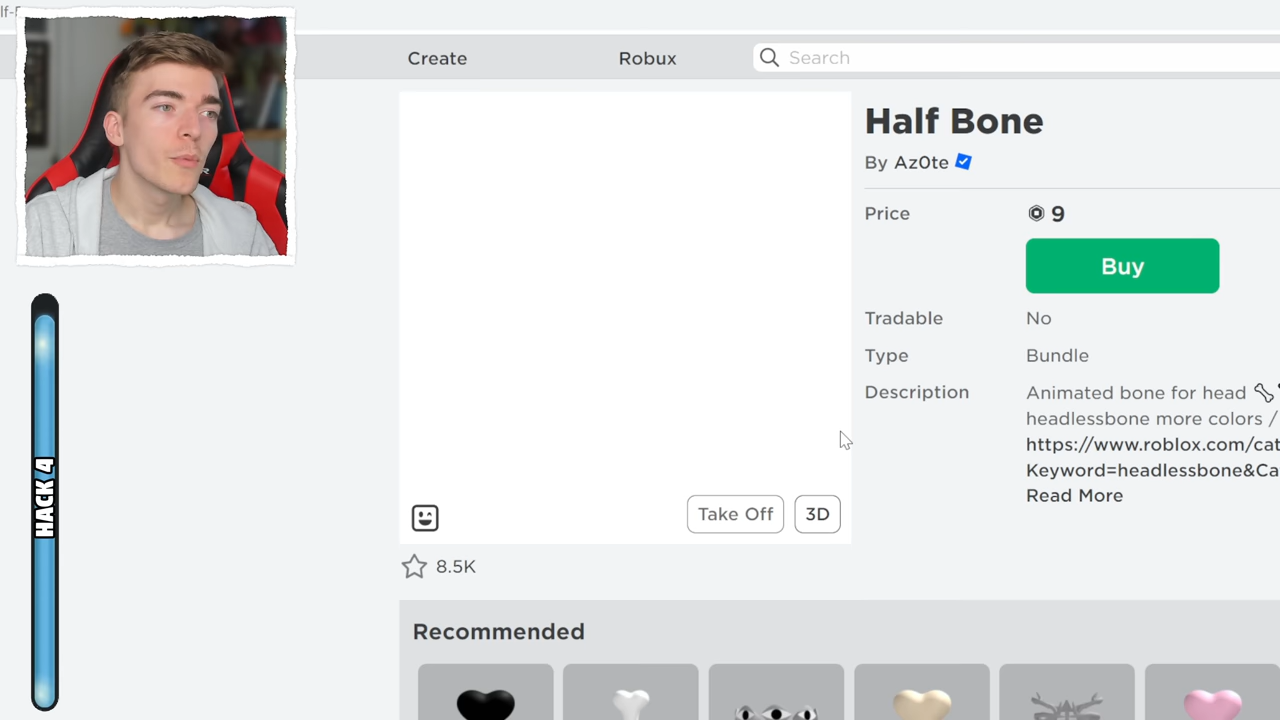 Create
Robux
Search
Half Bone
By Az0te
Price
9
Buy
Tradable
No
Type
Bundle
Description
Animated bone for head
headlessbone more colors /
https://www.roblox.com/cat
Keyword=headlessbone&Ca
Read More
Take Off
3D
8.5K
Recommended
HACK 4